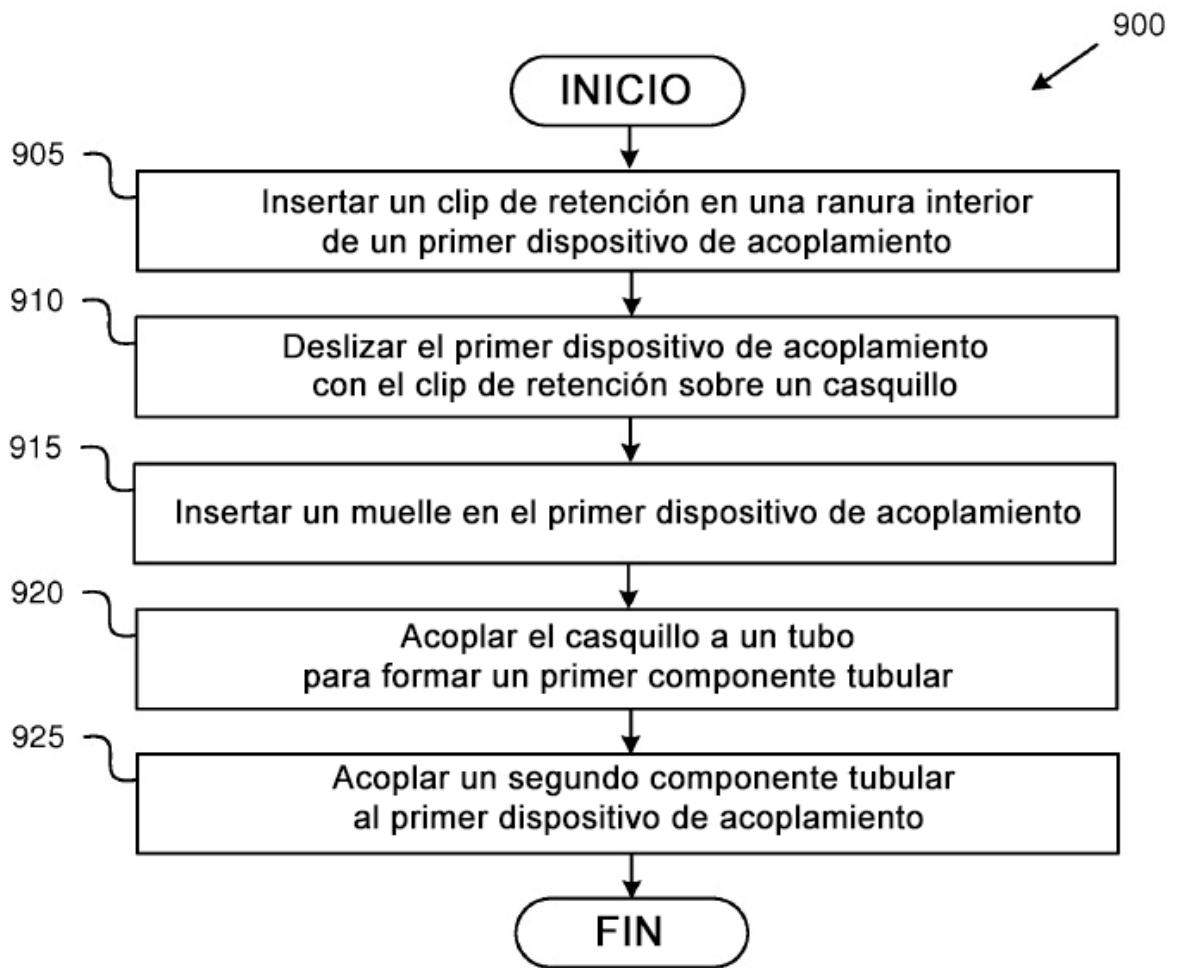 900
INICIO
905
Insertar un clip de retención en una ranura interior
de un primer dispositivo de acoplamiento
910
Deslizar el primer dispositivo de acoplamiento
con el clip de retención sobre un casquillo
915
Insertar un muelle en el primer dispositivo de acoplamiento
920
Acoplar el casquillo a un tubo
para formar un primer componente tubular
925
Acoplar un segundo componente tubular
al primer dispositivo de acoplamiento
FIN